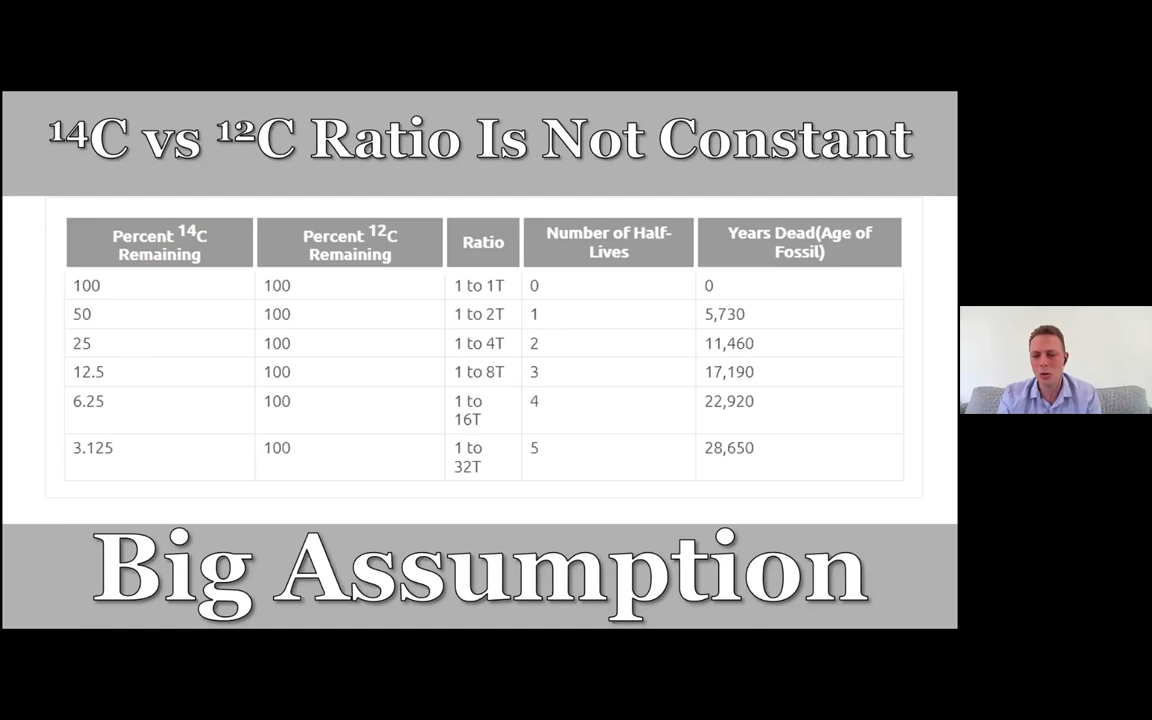 ¹⁴C vs ¹²C Ratio Is Not Constant
Percent ¹⁴C Remaining | Percent ¹²C Remaining | Ratio | Number of Half-Lives | Years Dead(Age of Fossil)
100 | 100 | 1 to 1T | 0 | 0
50 | 100 | 1 to 2T | 1 | 5,730
25 | 100 | 1 to 4T | 2 | 11,460
12.5 | 100 | 1 to 8T | 3 | 17,190
6.25 | 100 | 1 to 16T | 4 | 22,920
3.125 | 100 | 1 to 32T | 5 | 28,650
Big Assumption